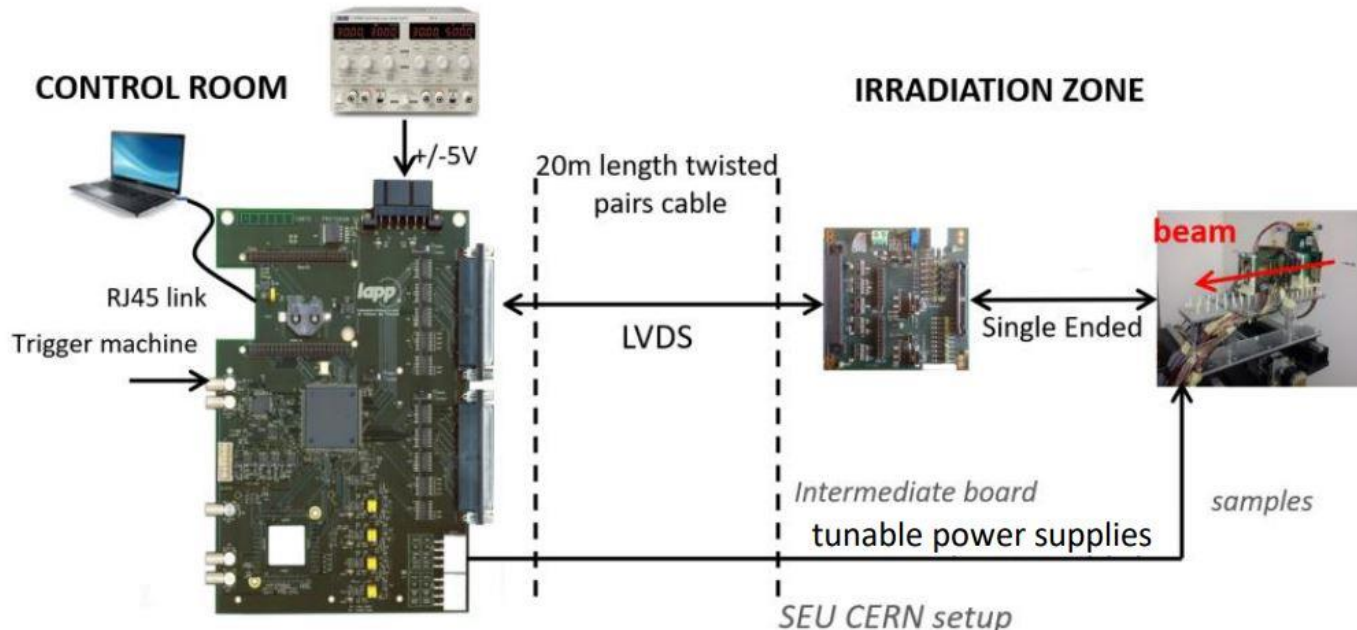 CONTROL ROOM
IRRADIATION ZONE
+/-5V
20m length twisted
pairs cable
beam
RJ45 link
lapp
Trigger machine
LVDS
Single Ended
Intermediate board
samples
tunable power supplies
SEU CERN setup